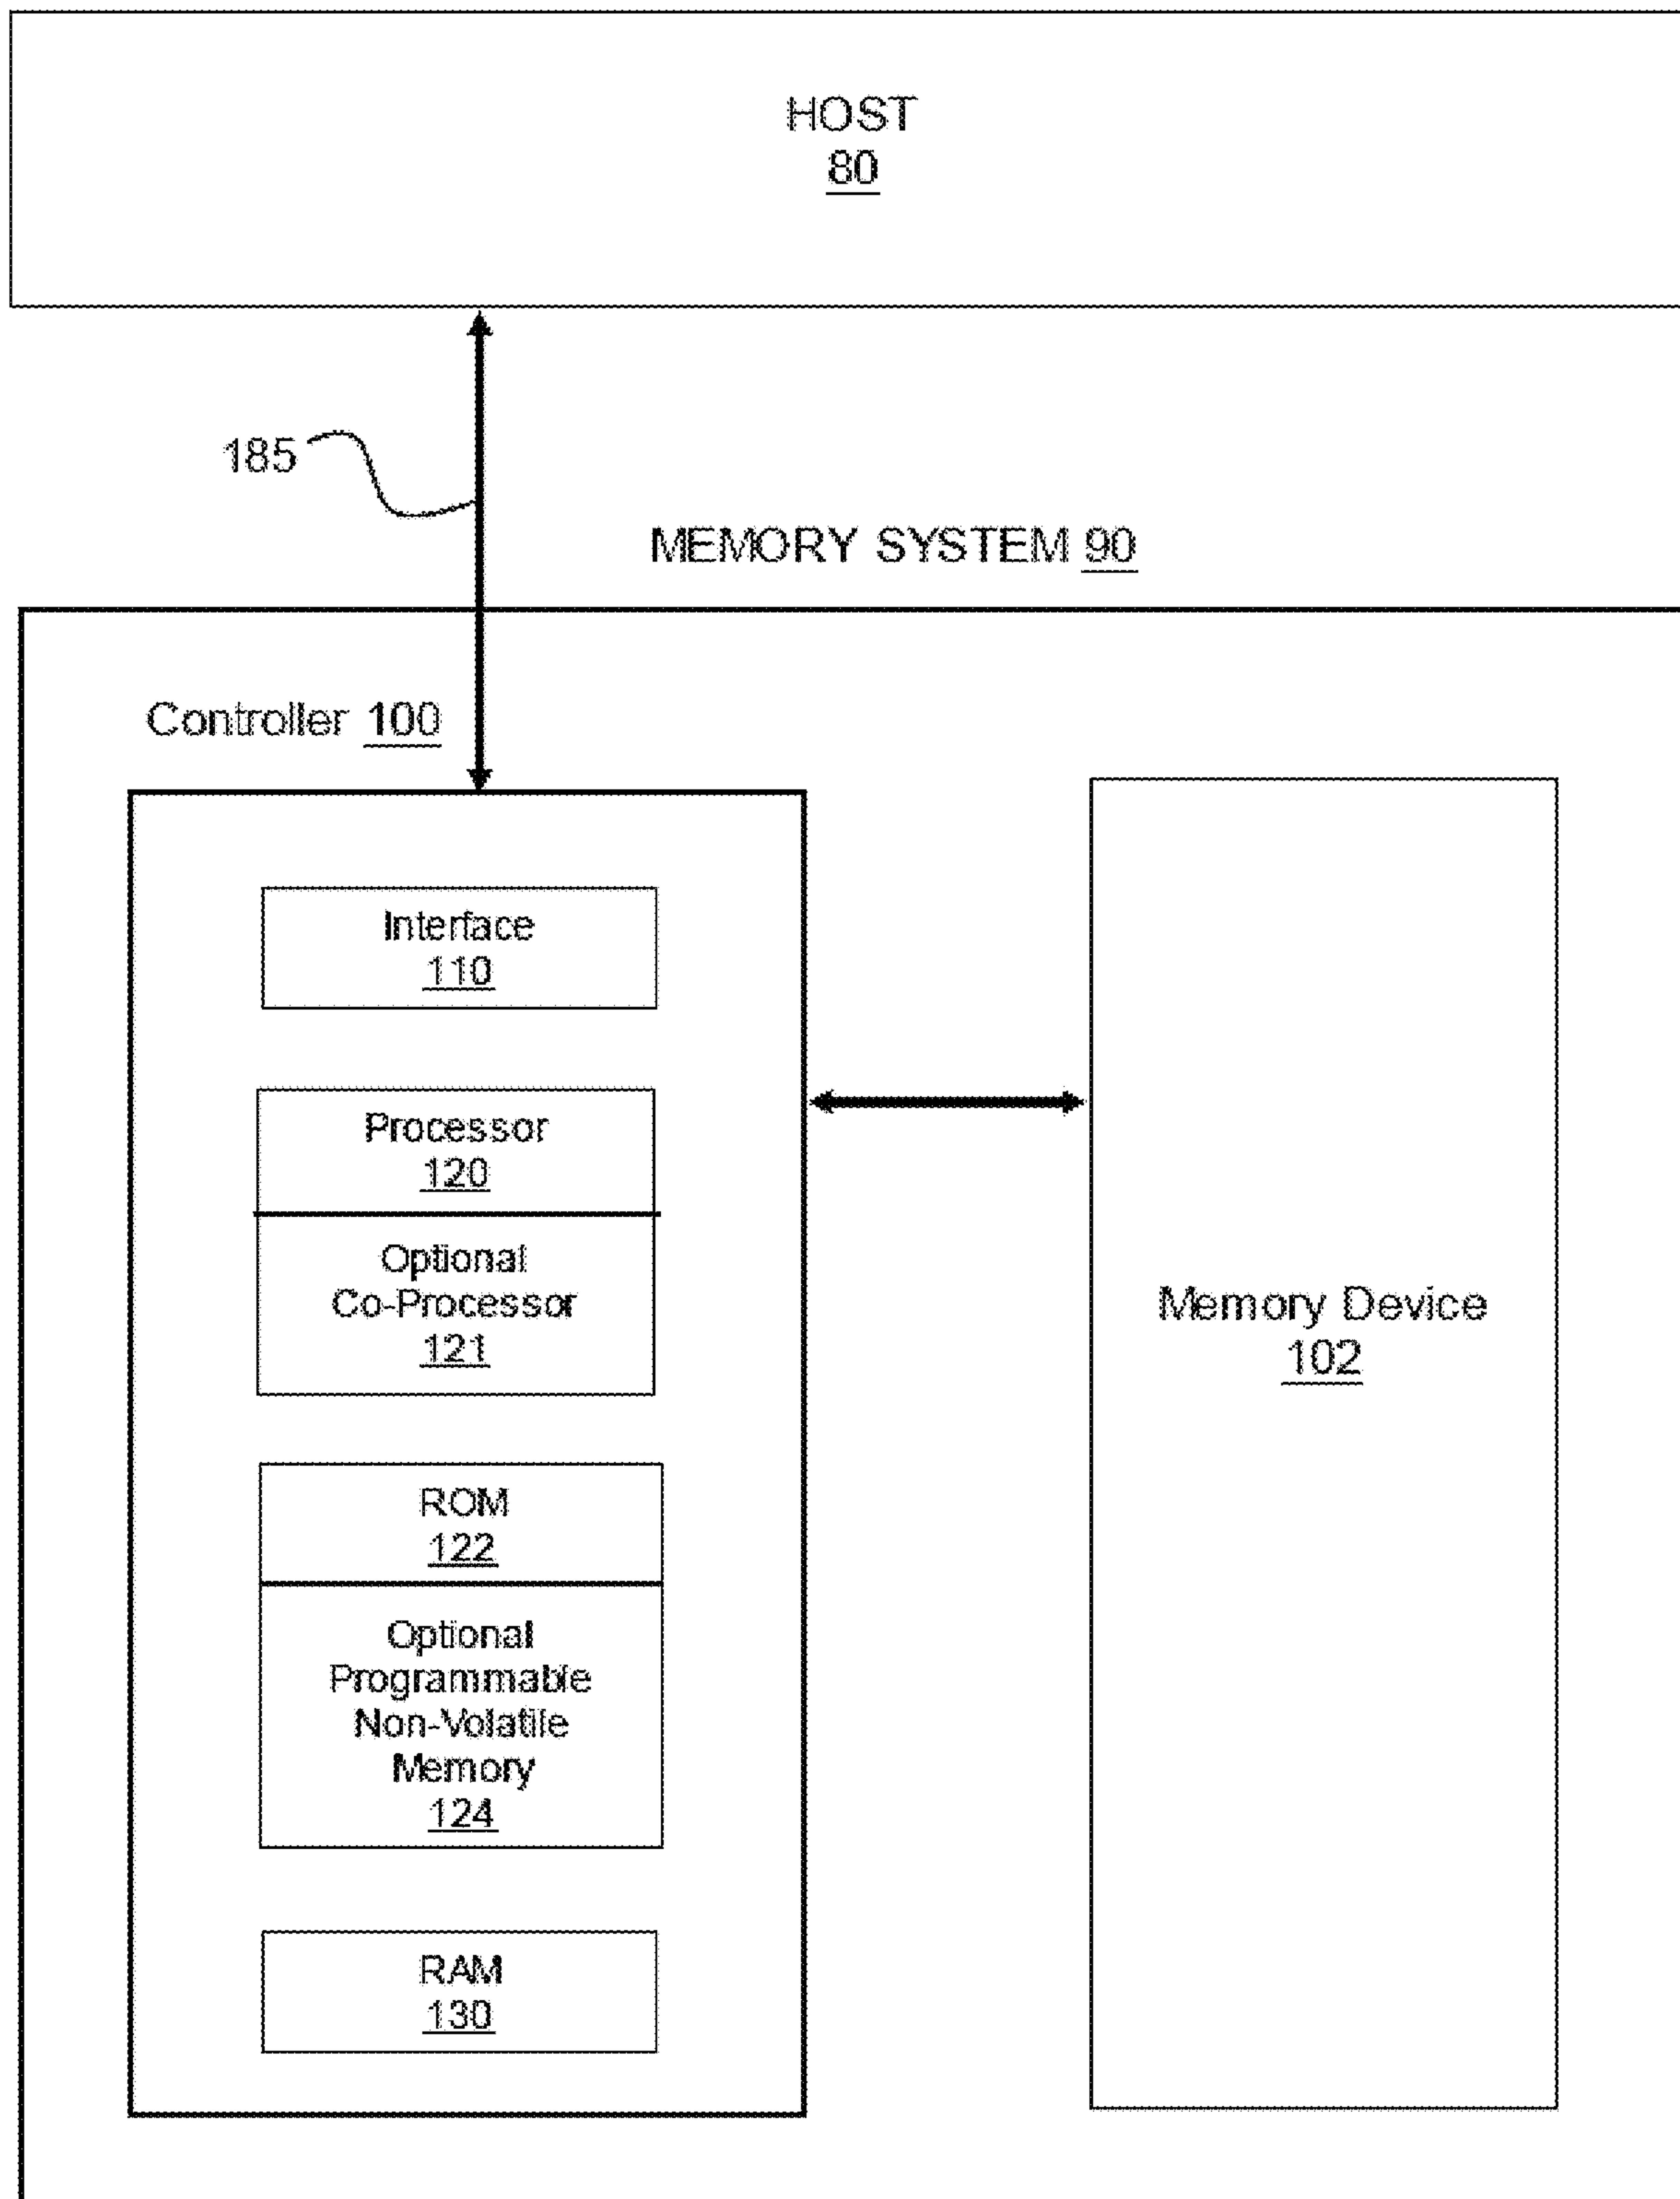 HOST
80
185
MEMORY SYSTEM 90
Controller 100
Interface
110
Processor
120
Optional
Co-Processor
121
ROM
122
Optional
Programmable
Non-Volatile
Memory
124
RAM
130
Memory Device
102